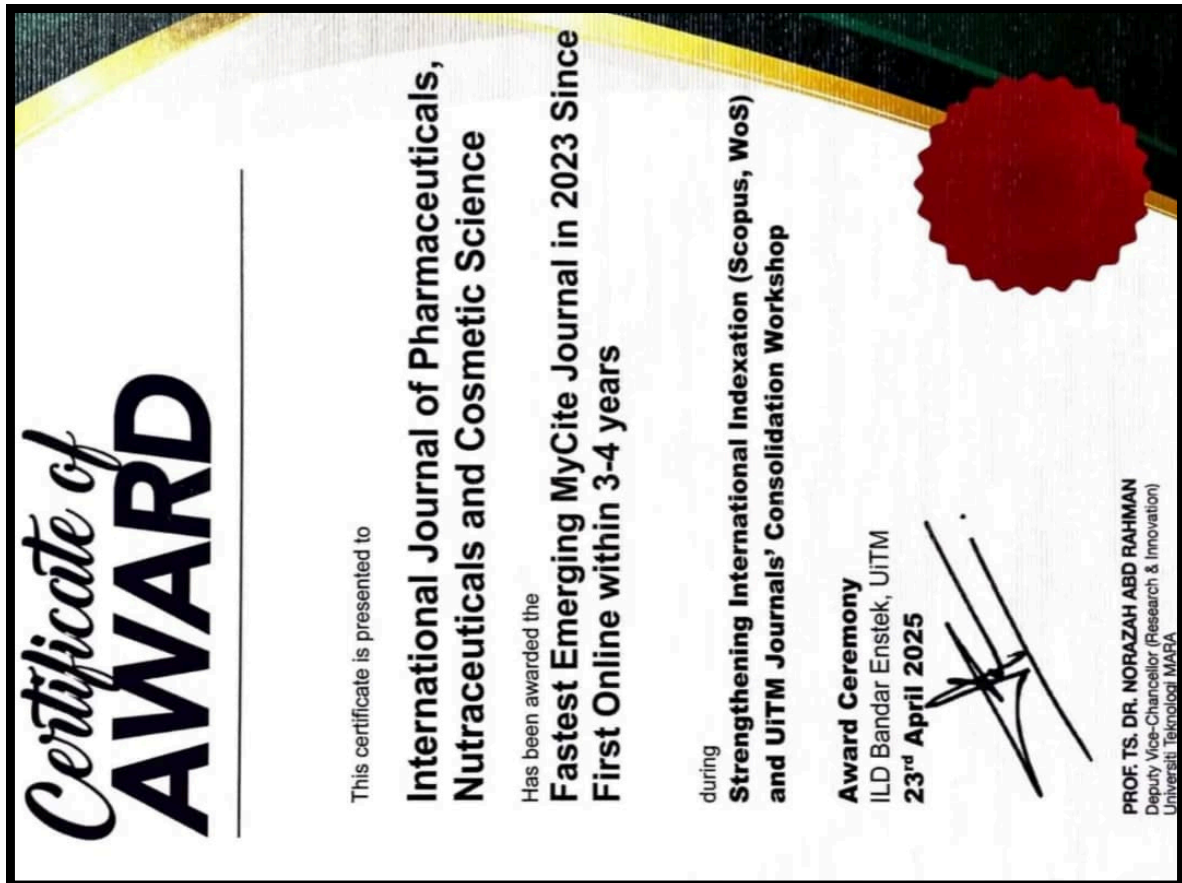 Certificate of
AWARD
This certificate is presented to
International Journal of Pharmaceuticals,
Nutraceuticals and Cosmetic Science
Has been awarded the
Fastest Emerging MyCite Journal in 2023 Since
First Online within 3-4 years
during
Strengthening International Indexation (Scopus, WoS)
and UiTM Journals' Consolidation Workshop
Award Ceremony
ILD Bandar Enstek, UiTM
23rd April 2025
PROF. TS. DR. NORAZAH ABD RAHMAN
Deputy Vice-Chancellor (Research & Innovation)
Universiti Teknologi MARA